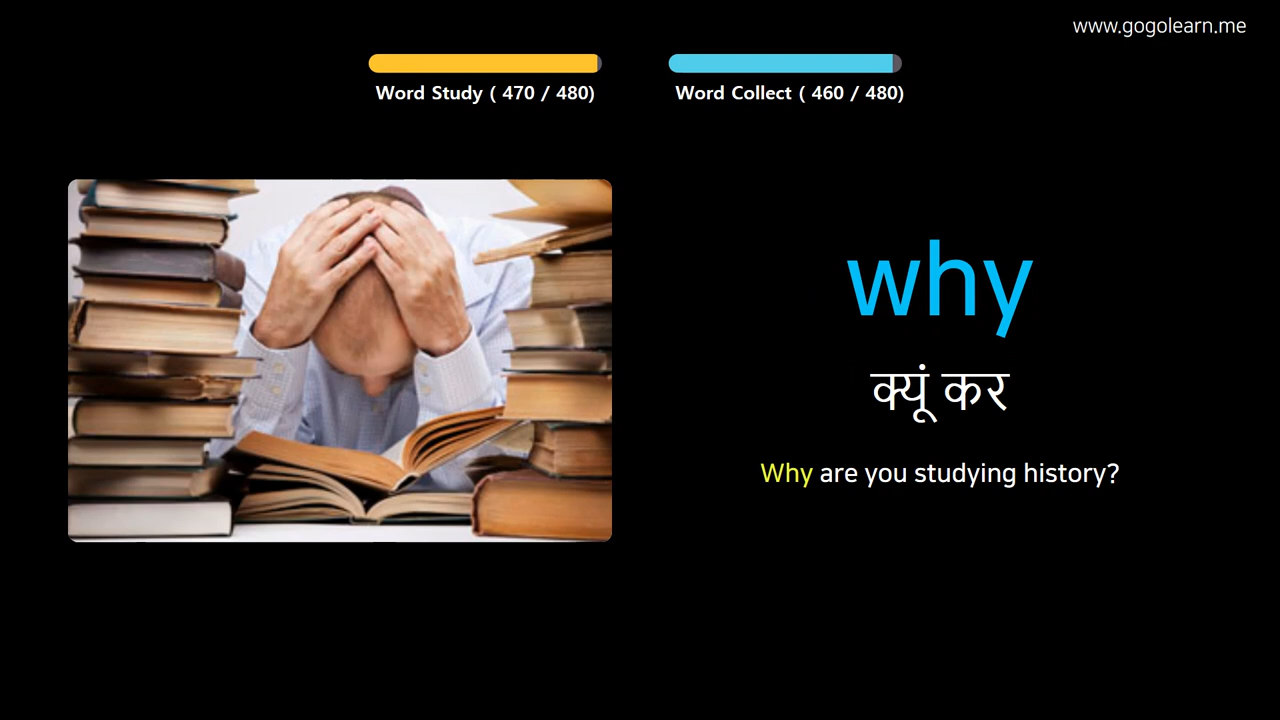 www.gogolearn.me
Word Study ( 470 / 480)
Word Collect ( 460 / 480)
why
क्यूं कर
Why are you studying history?